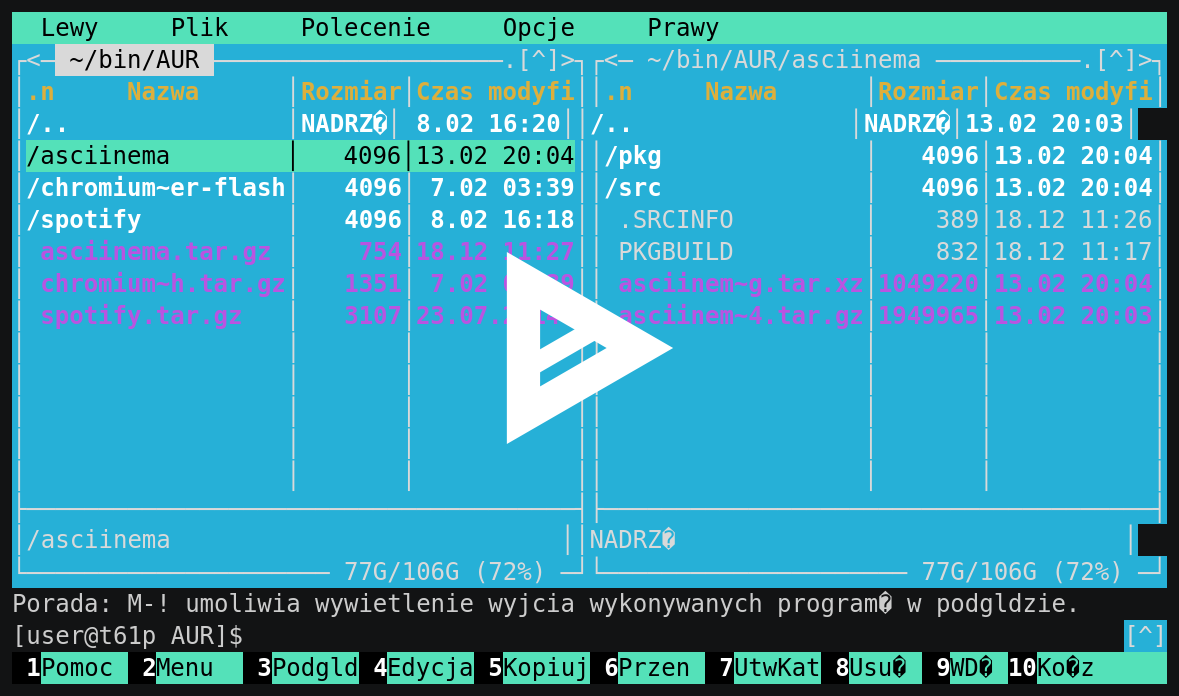 Lewy Plik Polecenie Opcje Prawy
<─ ~/bin/AUR ─.[^]> <─ ~/bin/AUR/asciinema ─.[^]>
.n Nazwa │Rozmiar│Czas modyfi│ .n Nazwa │Rozmiar│Czas modyfi
/.. │NADRZ�│ 8.02 16:20│ /.. │NADRZ�│13.02 20:03│
/asciinema │ 4096│13.02 20:04│ /pkg │ 4096│13.02 20:04
/chromium~er-flash│ 4096│ 7.02 03:39│ /src │ 4096│13.02 20:04
/spotify │ 4096│ 8.02 16:18│ .SRCINFO │ 389│18.12 11:26
asciinema.tar.gz │ 754│18.12 11:27│ PKGBUILD │ 832│18.12 11:17
chromium~h.tar.gz│ 1351│ 7.02 │ asciinem~g.tar.xz│1049220│13.02 20:04
spotify.tar.gz │ 3107│23.07. │ asciinem~4.tar.gz│1949965│13.02 20:03
/asciinema NADRZ�
77G/106G (72%) 77G/106G (72%)
Porada: M-! umoliwia wywietlenie wyjcia wykonywanych program� w podgldzie.
[user@t61p AUR]$ [^]
1Pomoc 2Menu 3Podgld 4Edycja 5Kopiuj 6Przen 7UtwKat 8Usu� 9WD� 10Ko�z